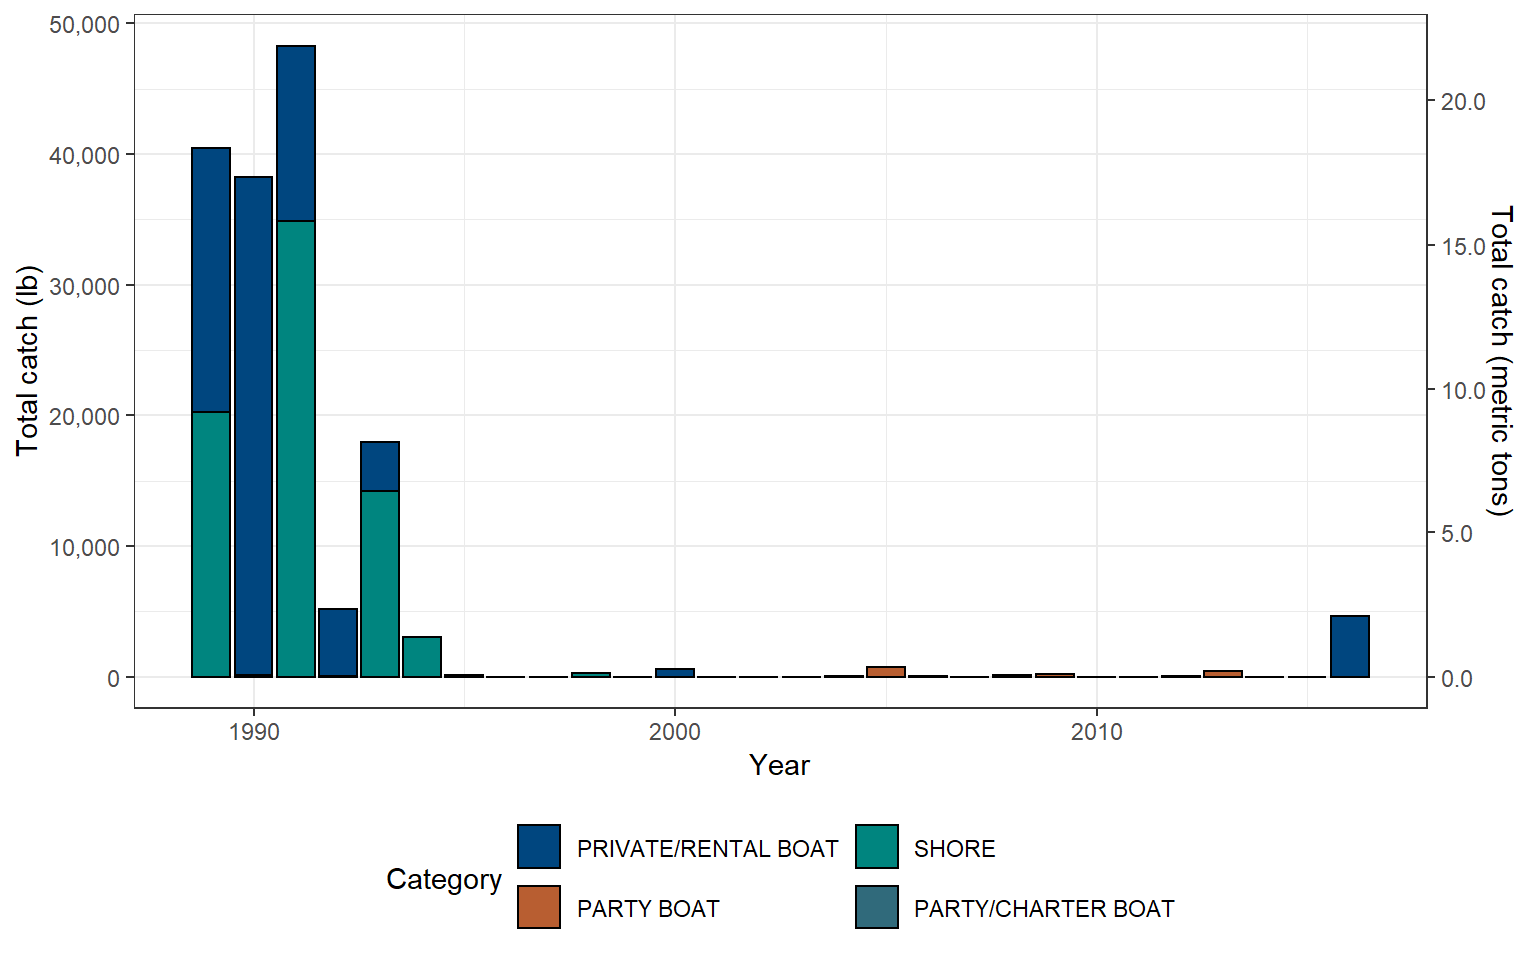 50,000
40,000
30,000
20,000
10,000
0
Total catch (lb)
20.0
15.0
10.0
5.0
0.0
Total catch (metric tons)
1990 2000 2010
Year
Category
PRIVATE/RENTAL BOAT SHORE
PARTY BOAT PARTY/CHARTER BOAT